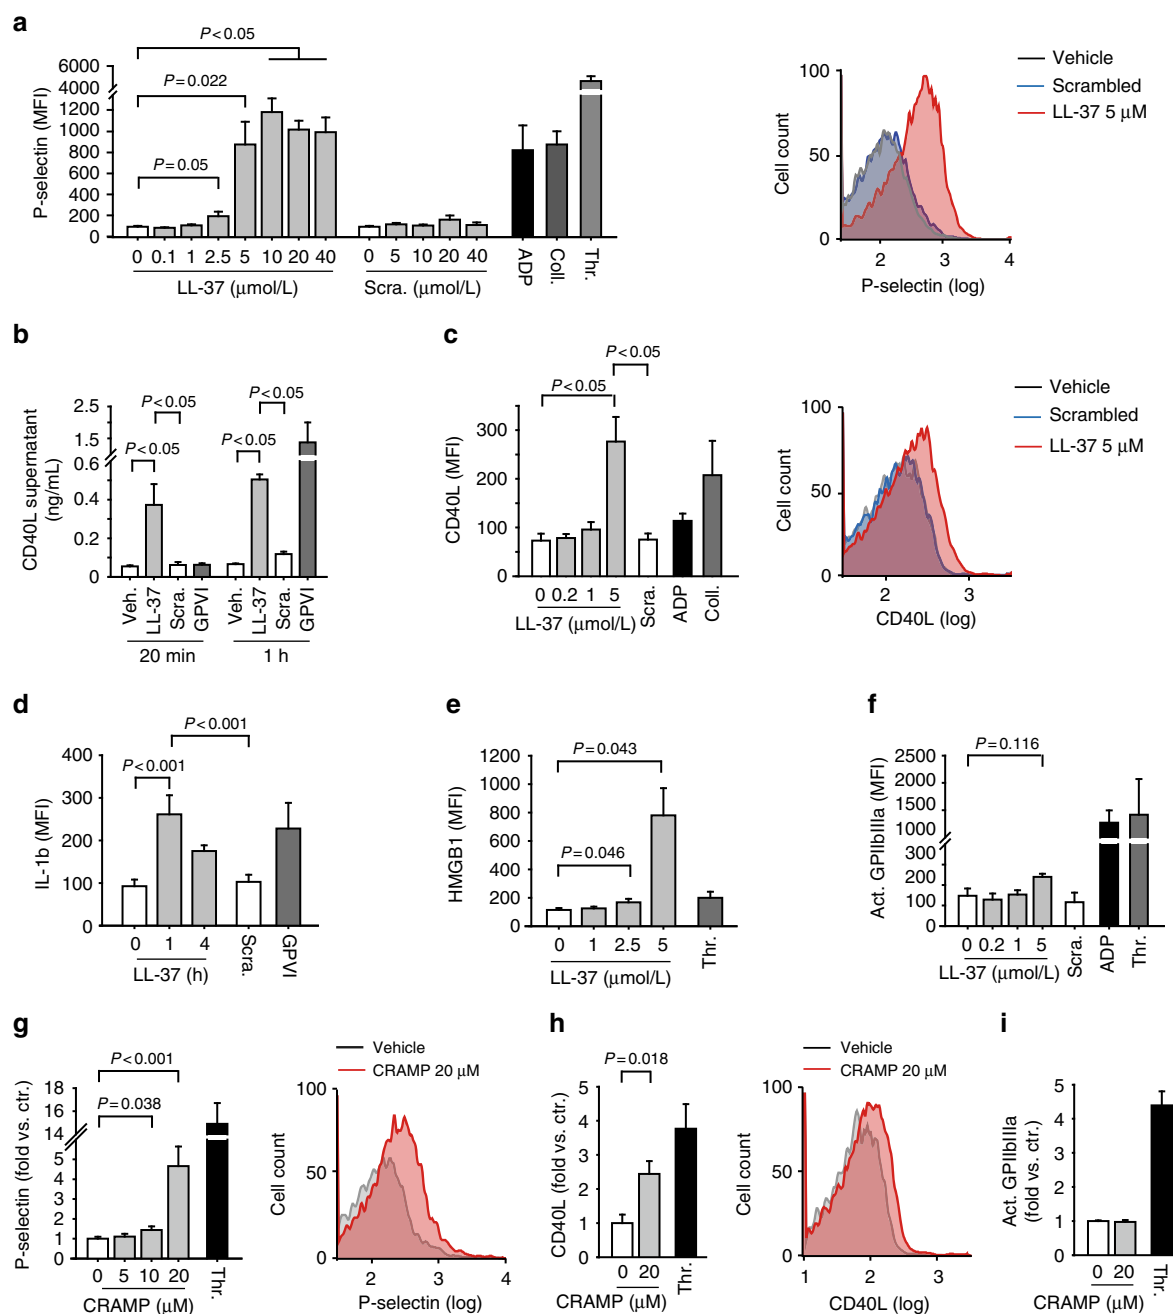 a
P<0.05
P=0.022
P=0.05
P-selectin (MFI)
6000
4000
1200
1000
800
600
400
200
0
0 0.1 1 2.5 5 10 20 40
LL-37 (μmol/L)
0 5 10 20 40
Scra. (μmol/L)
ADP
Coll.
Thr.
Vehicle
Scrambled
LL-37 5 μM
Cell count
100
50
0
2 3 4
P-selectin (log)
b
CD40L supernatant
(ng/mL)
2.5
1.5
0.6
0.4
0.2
0
P<0.05
P<0.05
P<0.05
P<0.05
Veh.
LL-37
Scra.
GPVI
Veh.
LL-37
Scra.
GPVI
20 min
1 h
c
P<0.05
P<0.05
CD40L (MFI)
300
200
100
0
0 0.2 1 5
LL-37 (μmol/L)
Scra.
ADP
Coll.
Vehicle
Scrambled
LL-37 5 μM
Cell count
100
50
0
2 3
CD40L (log)
d
P<0.001
P<0.001
IL-1b (MFI)
400
300
200
100
0
0 1 4
LL-37 (h)
Scra.
GPVI
e
P=0.043
P=0.046
HMGB1 (MFI)
1200
1000
800
600
400
200
0
0 1 2.5 5
LL-37 (μmol/L)
Thr.
f
P=0.116
Act. GPIIbIIIa (MFI)
2500
1500
1000
300
200
100
0
0 0.2 1 5
LL-37 (μmol/L)
Scra.
ADP
Thr.
g
P<0.001
P=0.038
P-selectin (fold vs. ctr.)
18
16
14
5
4
3
2
1
0
0 5 10 20
CRAMP (μM)
Thr.
Vehicle
CRAMP 20 μM
Cell count
100
50
0
2 3 4
P-selectin (log)
h
P=0.018
CD40L (fold vs. ctr.)
5
4
3
2
1
0
0 20
CRAMP (μM)
Thr.
Vehicle
CRAMP 20 μM
Cell count
100
50
0
1 2 3
CD40L (log)
i
Act. GPIIbIIIa
(fold vs. ctr.)
5
4
3
2
1
0
0 20
CRAMP (μM)
Thr.